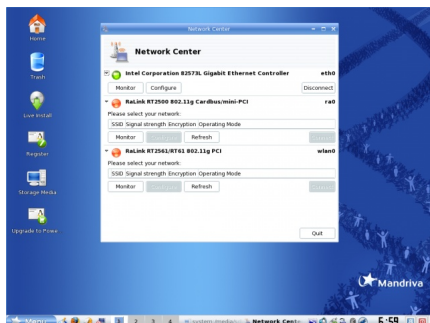 Network Center
Home
Network Center
Intel Corporation 82573L Gigabit Ethernet Controller eth0
Monitor Configure Disconnect
Trash
RaLink RT2500 802.11g Cardbus/mini-PCI ra0
Please select your network:
SSID Signal strength Encryption Operating Mode
Live Install
Monitor Refresh
RaLink RT2561/RT61 802.11g PCI wlan0
Please select your network:
Register
SSID Signal strength Encryption Operating Mode
Monitor Refresh
Storage Media
Upgrade to Powe
Quit
Mandriva
Menu 1 2 3 4 Network Cent 6:59